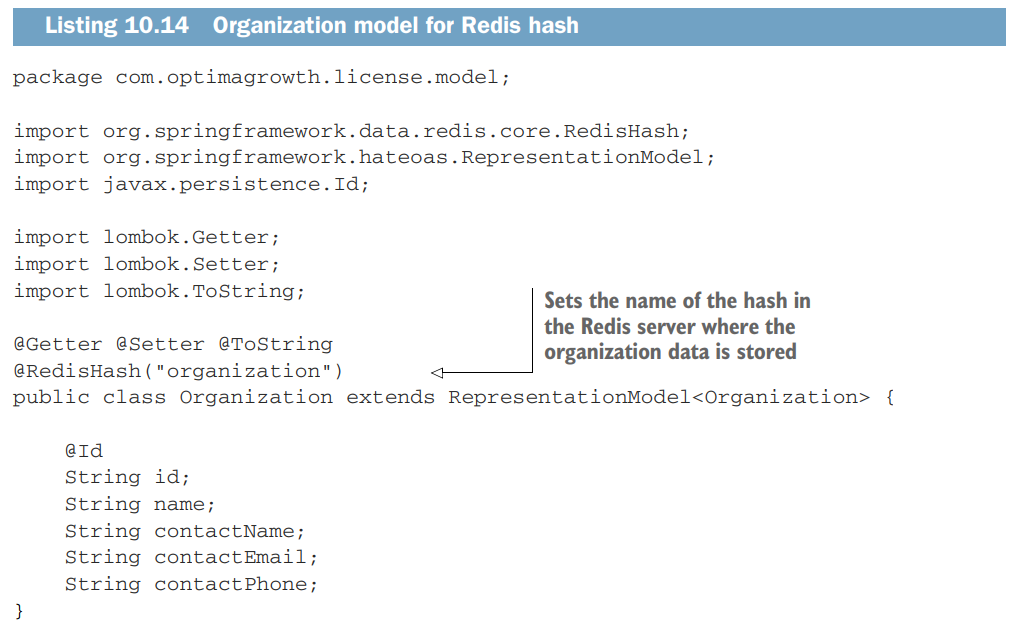 Listing 10.14 Organization model for Redis hash
package com.optimagrowth.license.model;
import org.springframework.data.redis.core.RedisHash;
import org.springframework.hateoas.RepresentationModel;
import javax.persistence.Id;
import lombok.Getter;
import lombok.Setter;
import lombok.ToString;
Sets the name of the hash in
the Redis server where the
organization data is stored
@Getter @Setter @ToString
@RedisHash("organization")
public class Organization extends RepresentationModel<Organization> {
@Id
String id;
String name;
String contactName;
String contactEmail;
String contactPhone;
}